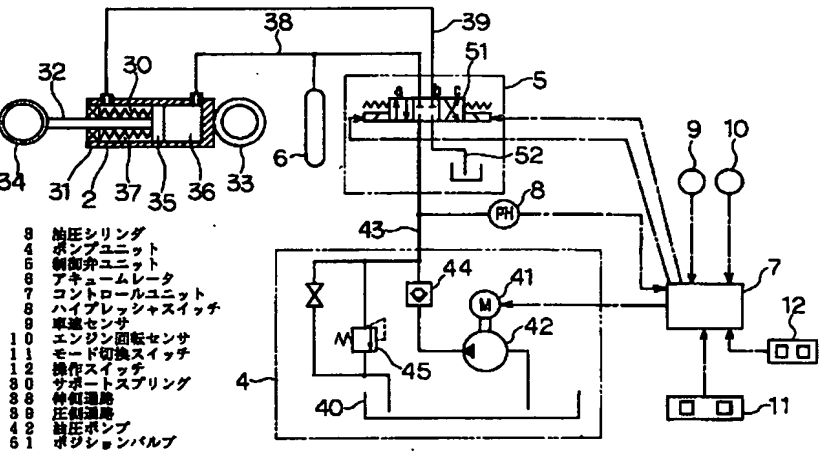 39
38
51
a b c
5
32
30
9
10
34
6
52
31
2
37
35
36
33
8
PH
43
44
41
M
7
12
42
45
4
40
11
3 油圧シリンダ
4 ポンプユニット
5 制御弁ユニット
6 アキュームレータ
7 コントロールユニット
8 ハイプレッシャスイッチ
9 車速センサ
10 エンジン回転センサ
11 モード切換スイッチ
12 操作スイッチ
30 サポートスプリング
38 伸側通路
39 圧側通路
42 油圧ポンプ
51 ポジションバルブ